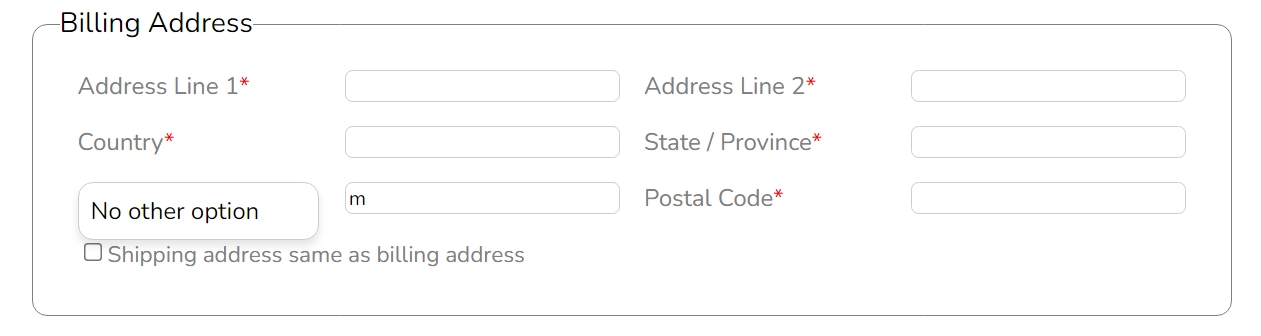 Billing Address
Address Line 1* Address Line 2*
Country* State / Province*
No other option m Postal Code*
Shipping address same as billing address